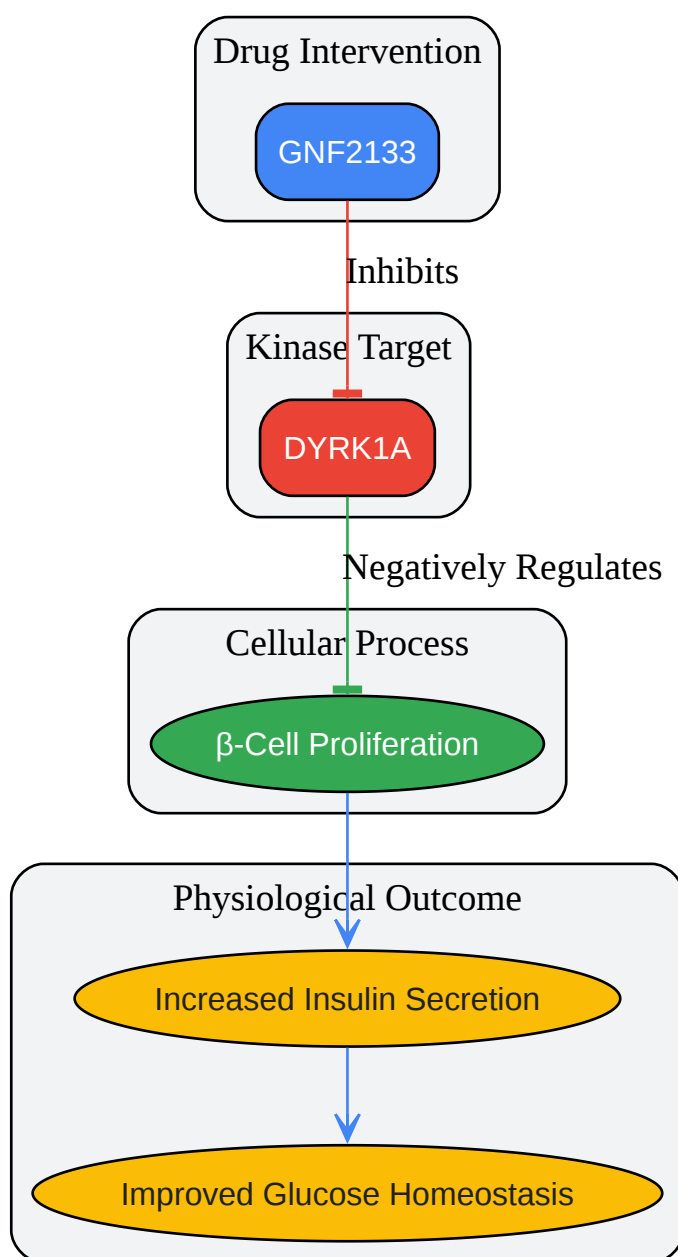 Drug Intervention
GNF2133
Inhibits
Kinase Target
DYRK1A
Negatively Regulates
Cellular Process
β-Cell Proliferation
Physiological Outcome
Increased Insulin Secretion
Improved Glucose Homeostasis